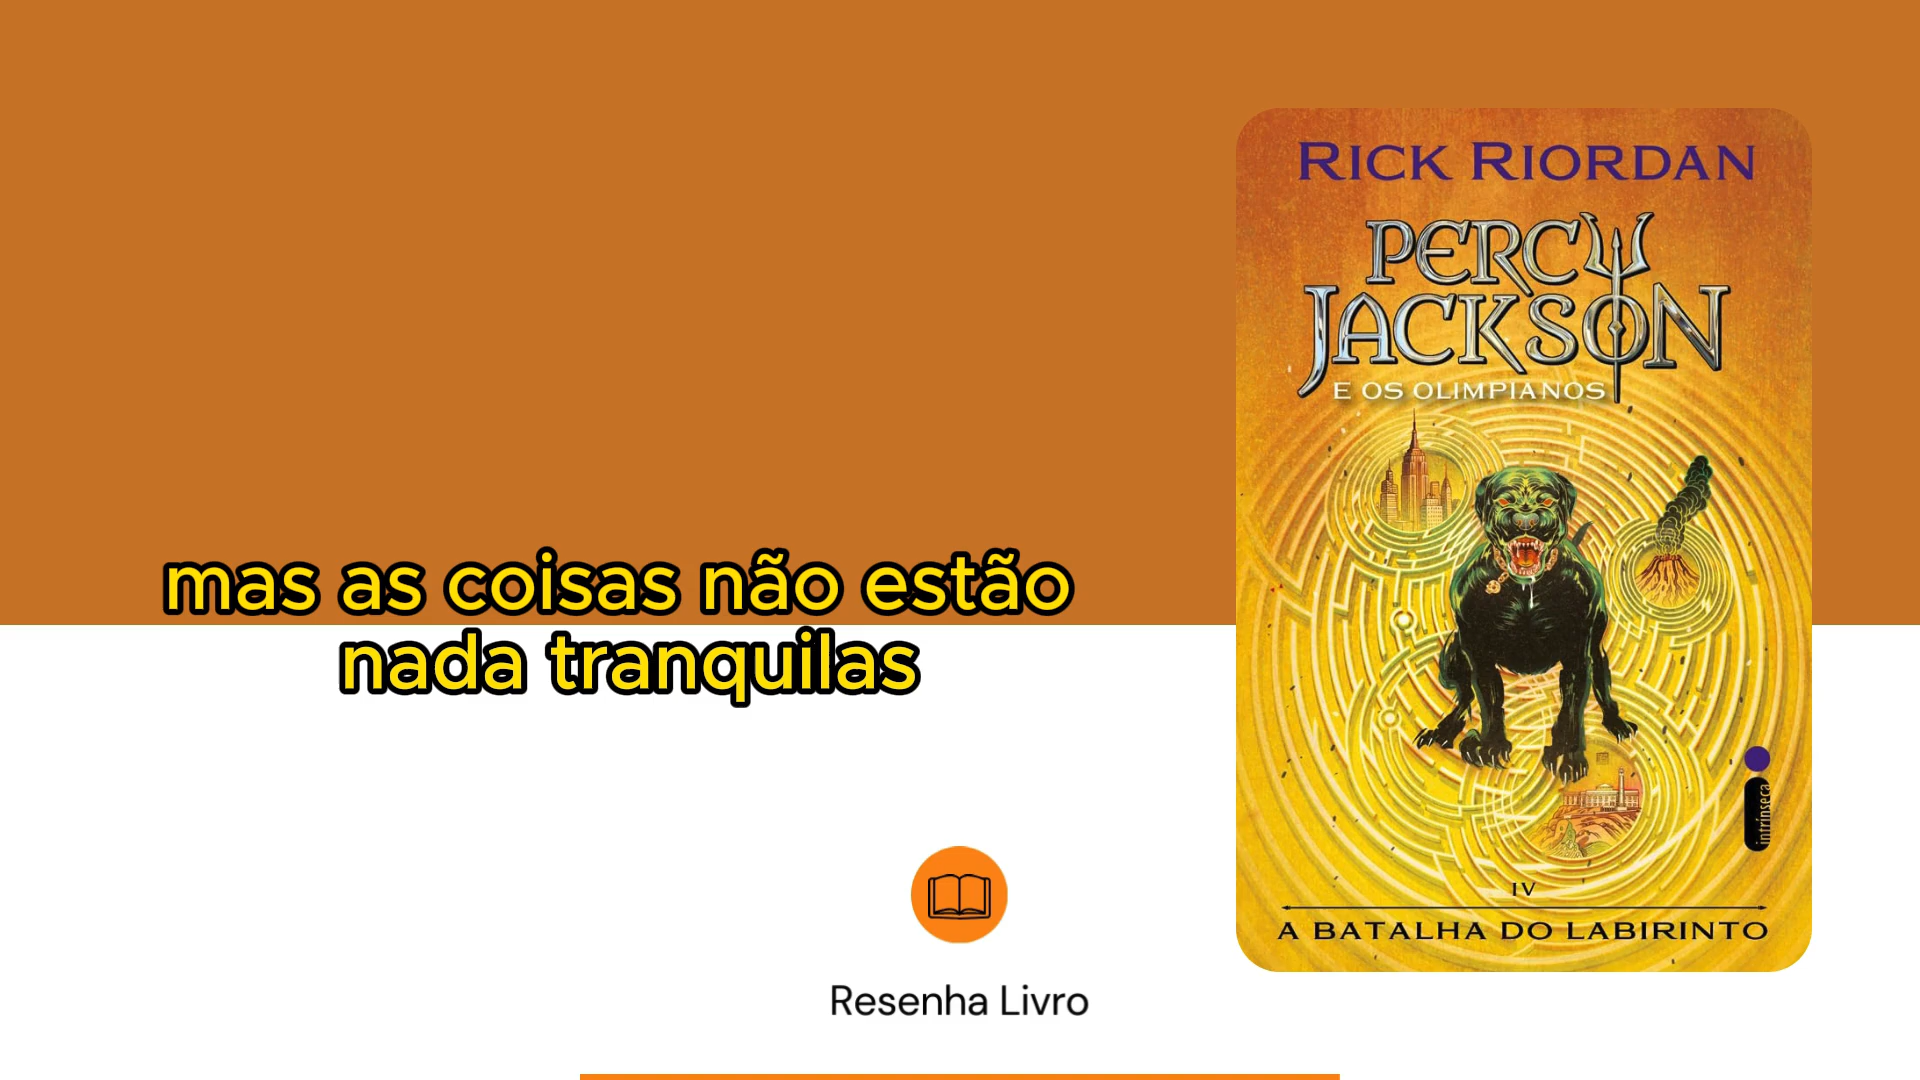 RICK RIORDAN
PERCY
JACKSON
E OS OLIMPIANOS
mas as coisas não estão
nada tranquilas
intrínseca
IV
A BATALHA DO LABIRINTO
Resenha Livro